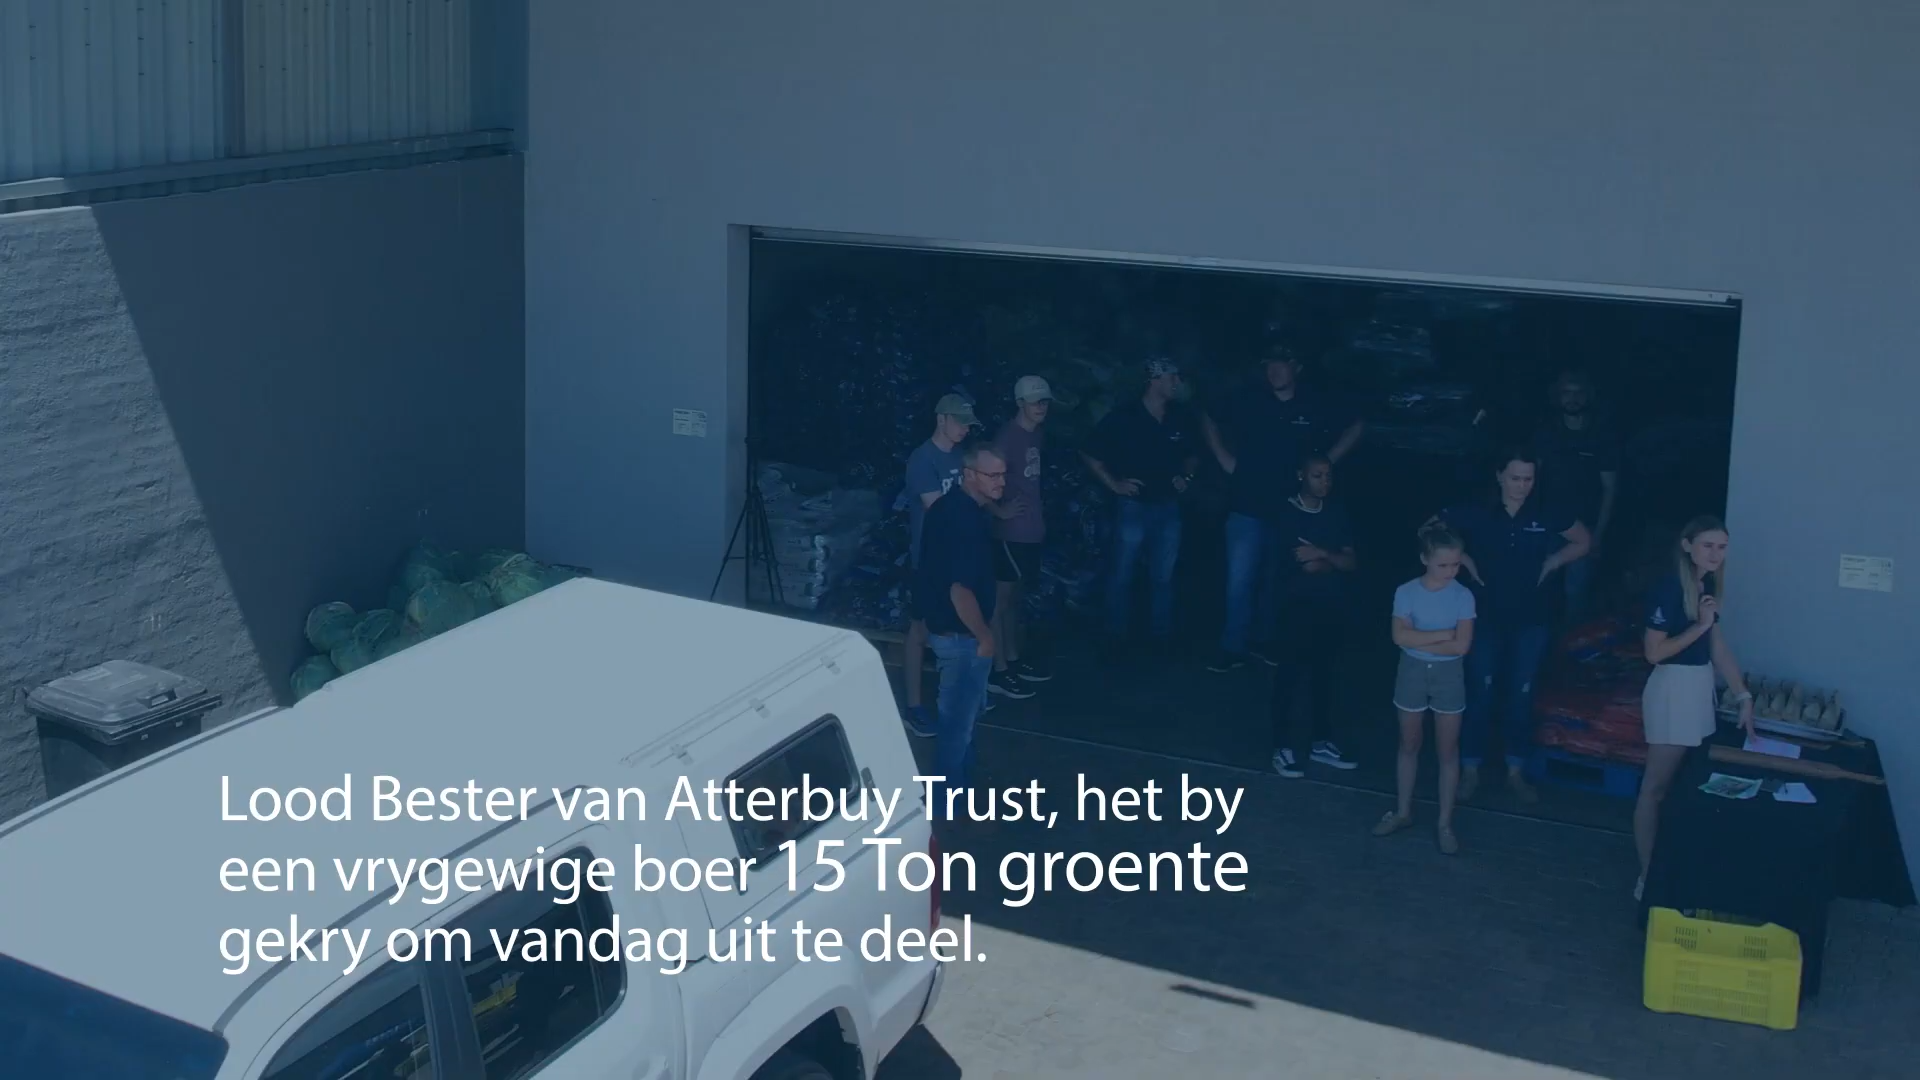 Lood Bester van Atterbuy Trust, het by
een vrygewige boer 15 Ton groente
gekry om vandag uit te deel.